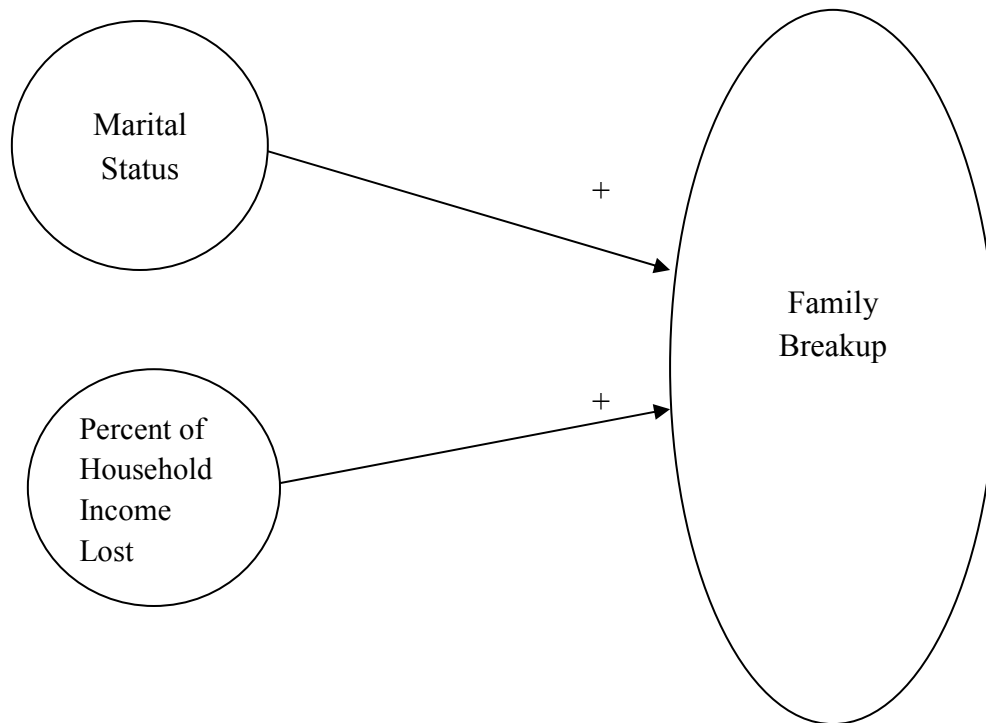 Marital
Status
+
Family
Breakup
+
Percent of
Household
Income
Lost